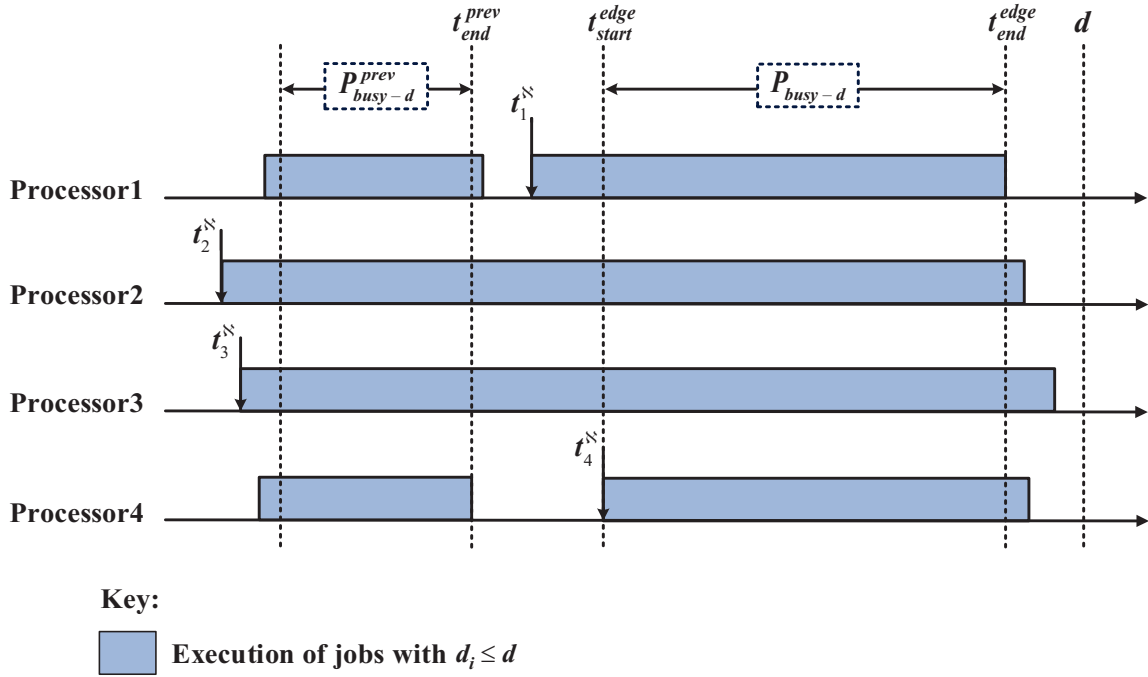 t_end^prev t_start^edge t_end^edge d
P_busy−d^prev P_busy−d
t_1^ℵ
Processor1
t_2^ℵ
Processor2
t_3^ℵ
Processor3
t_4^ℵ
Processor4
Key:
Execution of jobs with d_i ≤ d